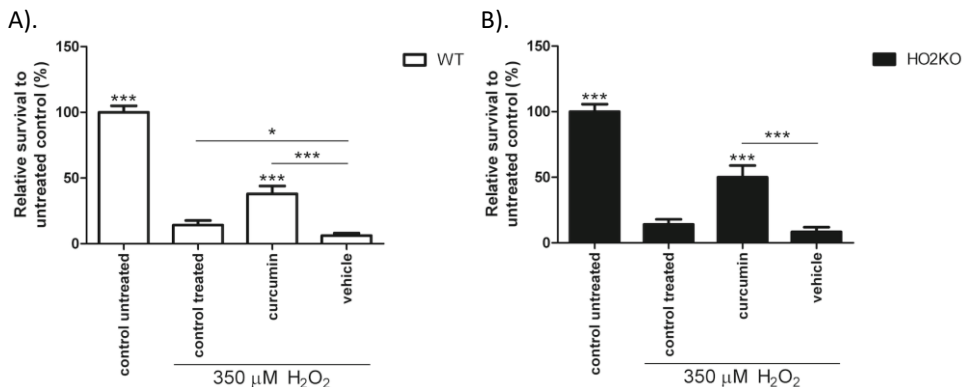 A).
Relative survival to
untreated control (%)
150
100
50
0
***
***
*
***
WT
control untreated
control treated
curcumin
vehicle
350 μM H₂O₂
B).
Relative survival to
untreated control (%)
150
100
50
0
***
***
***
HO2KO
control untreated
control treated
curcumin
vehicle
350 μM H₂O₂